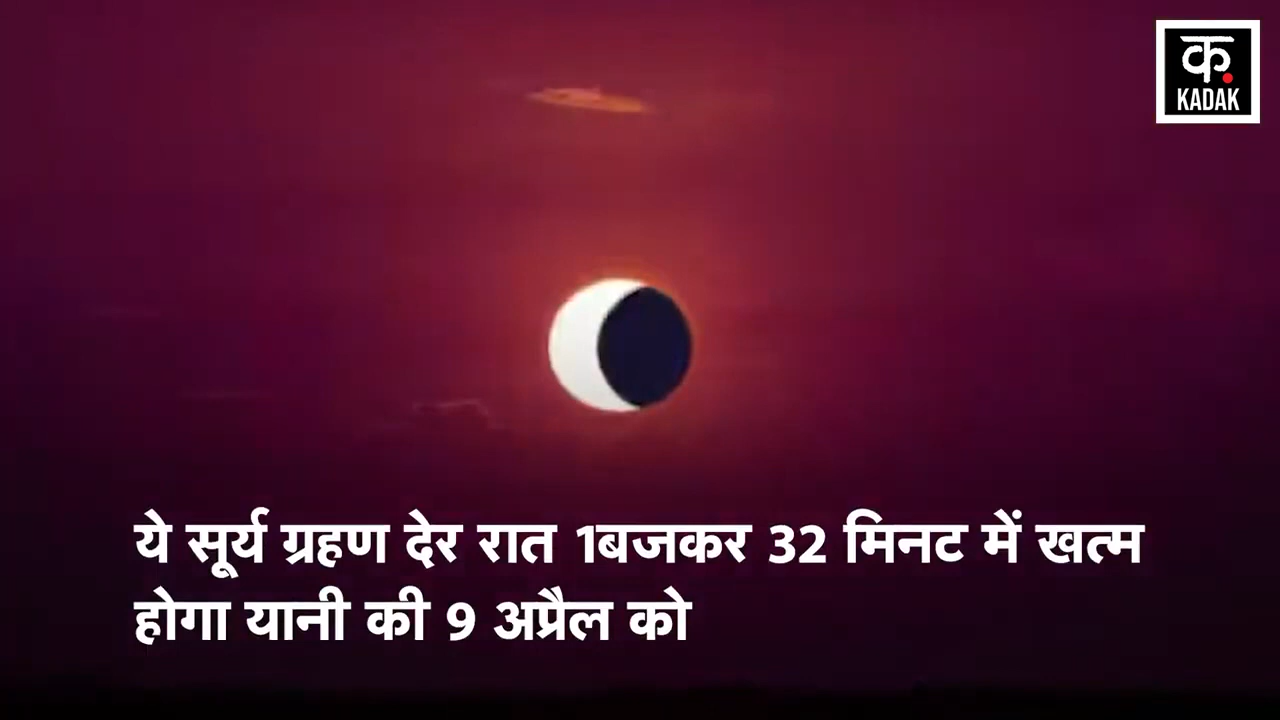 क
KADAK
ये सूर्य ग्रहण देर रात 1बजकर 32 मिनट में खत्म
होगा यानी की 9 अप्रैल को